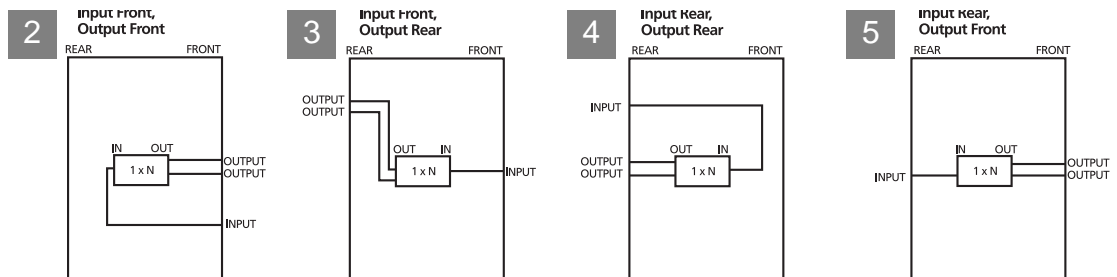 2
Input Front,
Output Front
REAR FRONT
IN OUT
1 x N
OUTPUT
OUTPUT
INPUT
3
Input Front,
Output Rear
REAR FRONT
OUTPUT
OUTPUT
OUT IN
1 x N
INPUT
4
Input Rear,
Output Rear
REAR FRONT
INPUT
OUTPUT
OUTPUT
OUT IN
1 x N
5
Input Rear,
Output Front
REAR FRONT
IN OUT
INPUT
1 x N
OUTPUT
OUTPUT